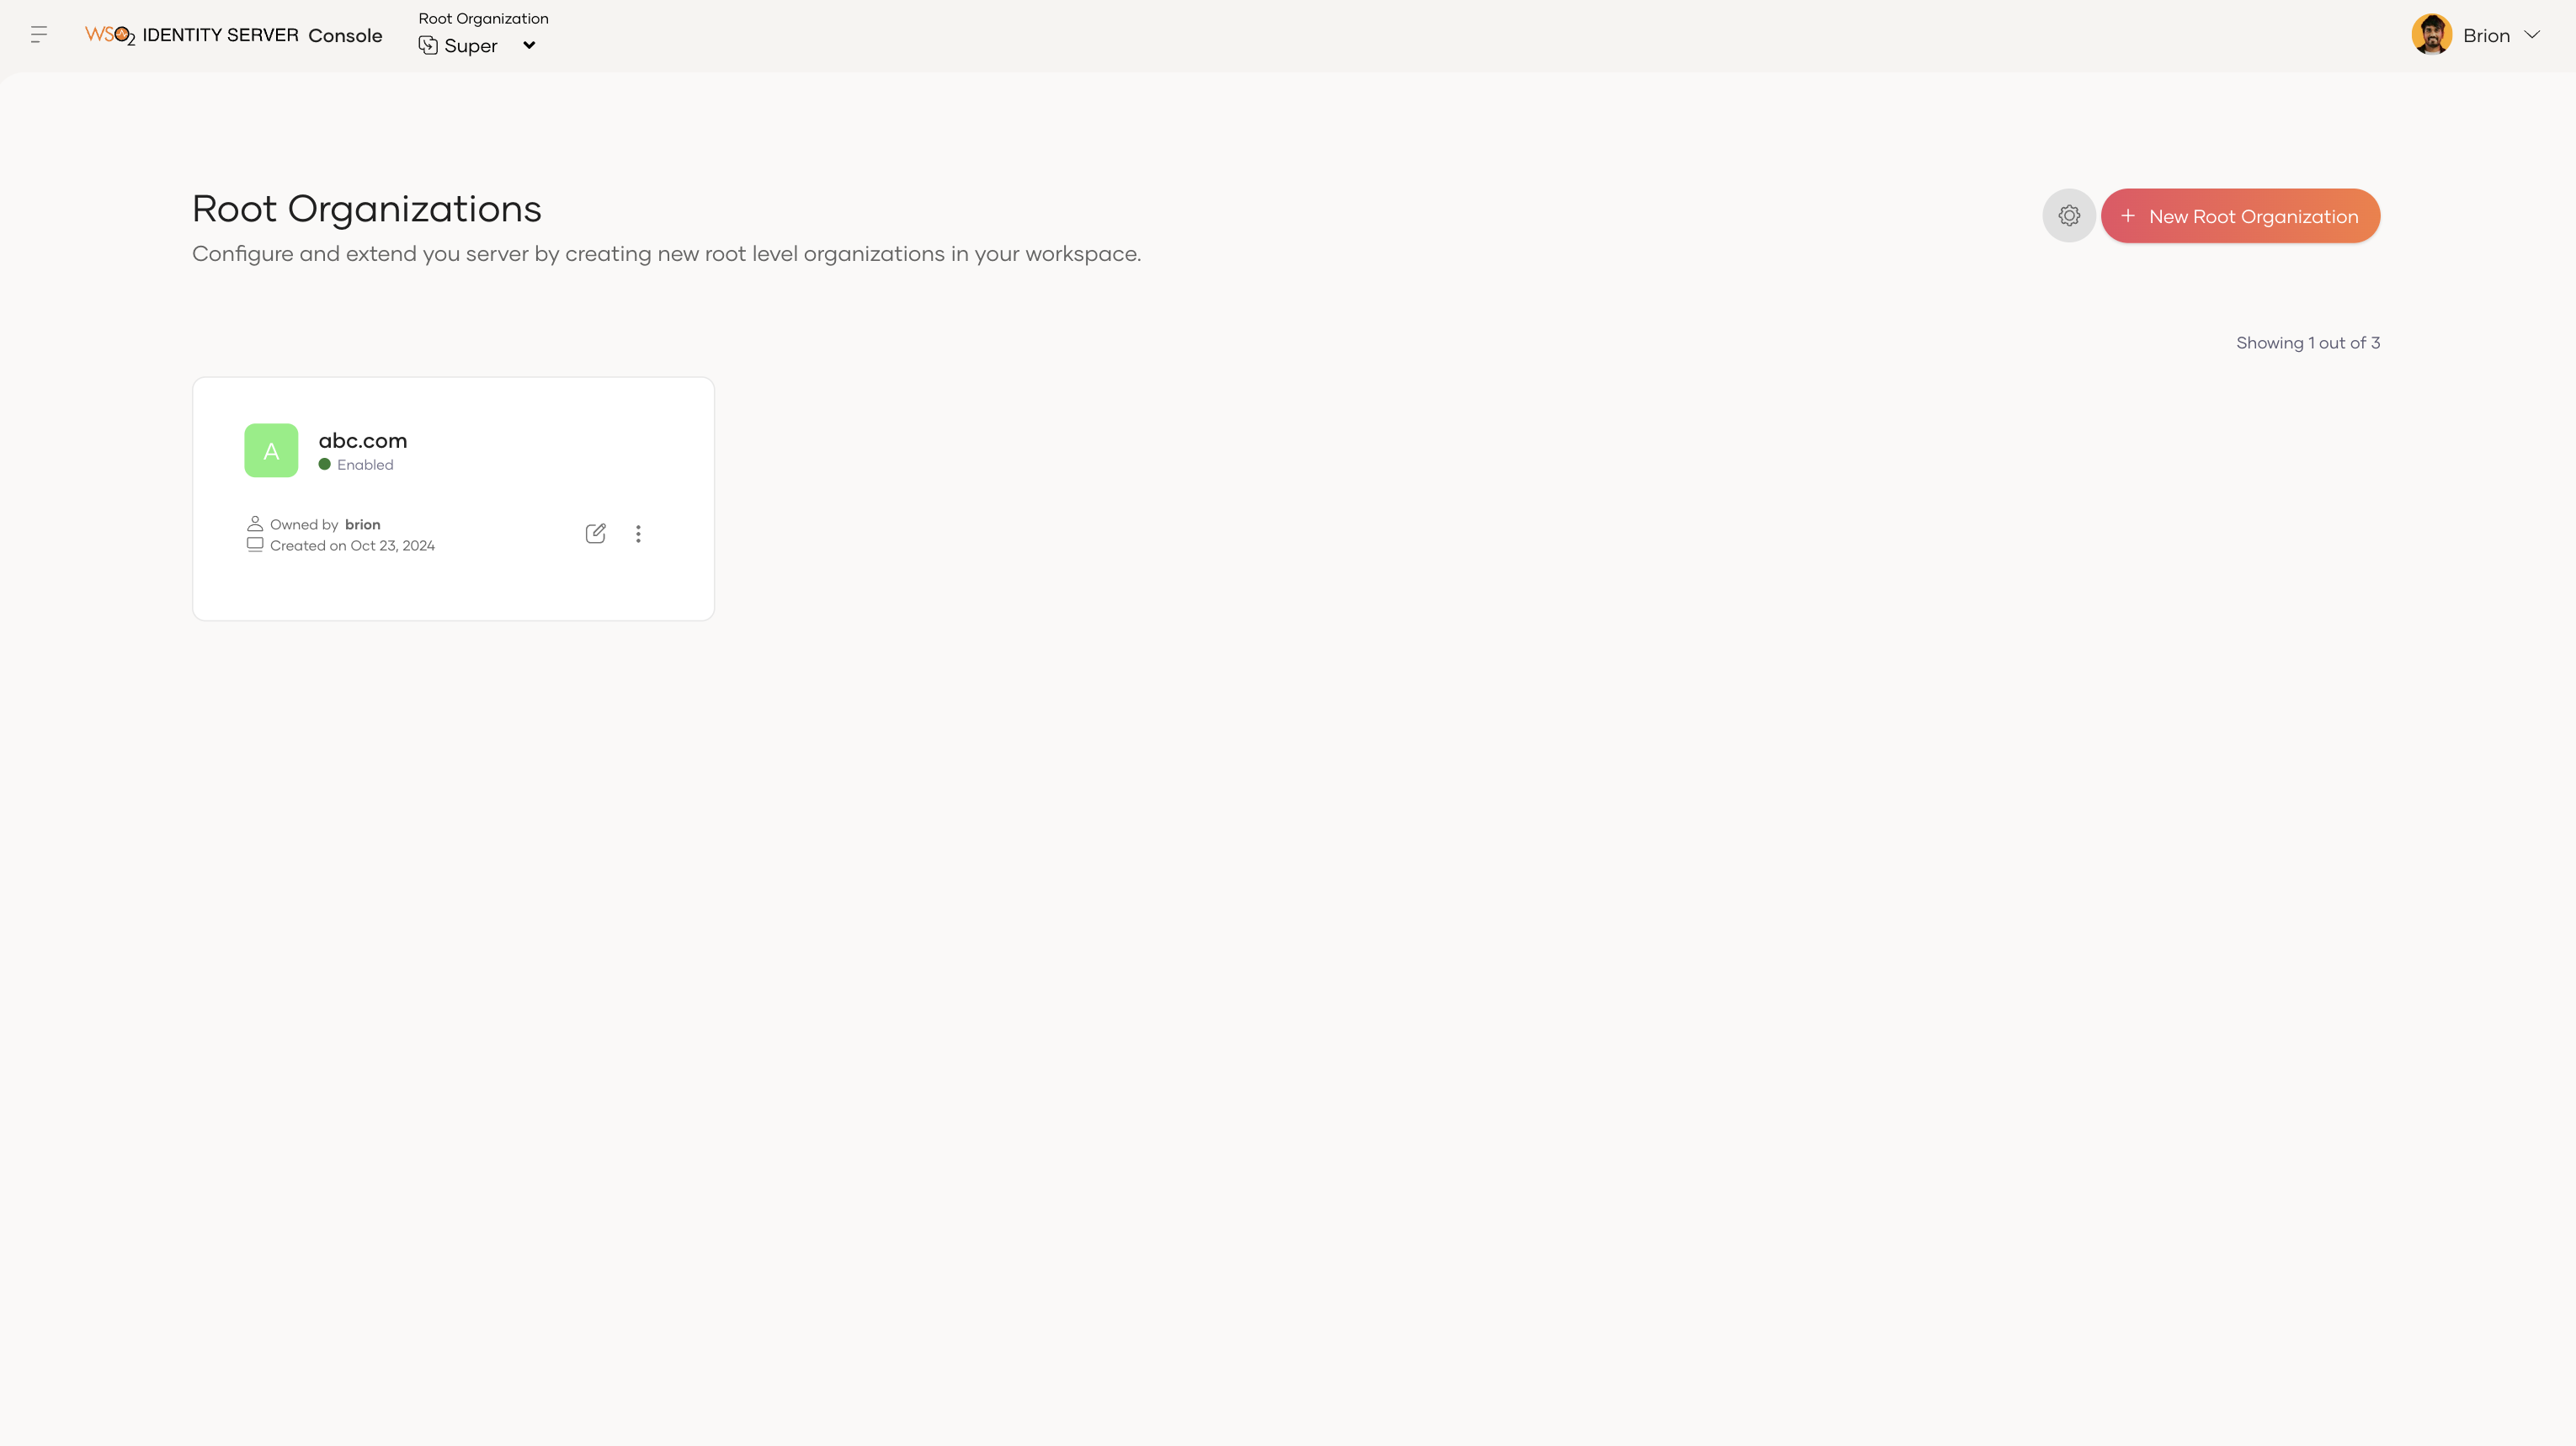 WSO2 IDENTITY SERVER Console
Root Organization
Super
Brion
Root Organizations
Configure and extend you server by creating new root level organizations in your workspace.
New Root Organization
Showing 1 out of 3
A
abc.com
Enabled
Owned by brion
Created on Oct 23, 2024